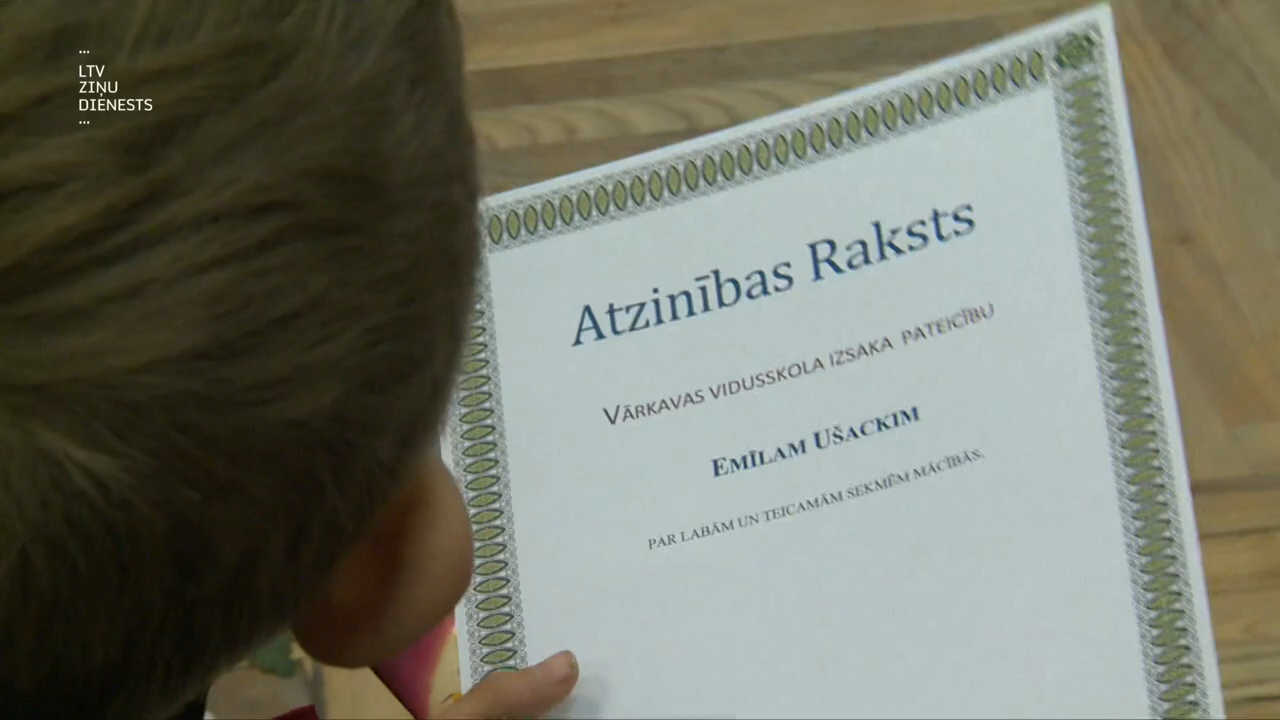 ...
LTV
ZIŅU
DIENESTS
...
Atzinības Raksts
VĀRKAVAS VIDUSSKOLA IZSAKA PATEICĪBU
EMĪLAM UŠACKIM
PAR LABĀM UN TEICAMĀM SEKMĒM MĀCĪBĀS.